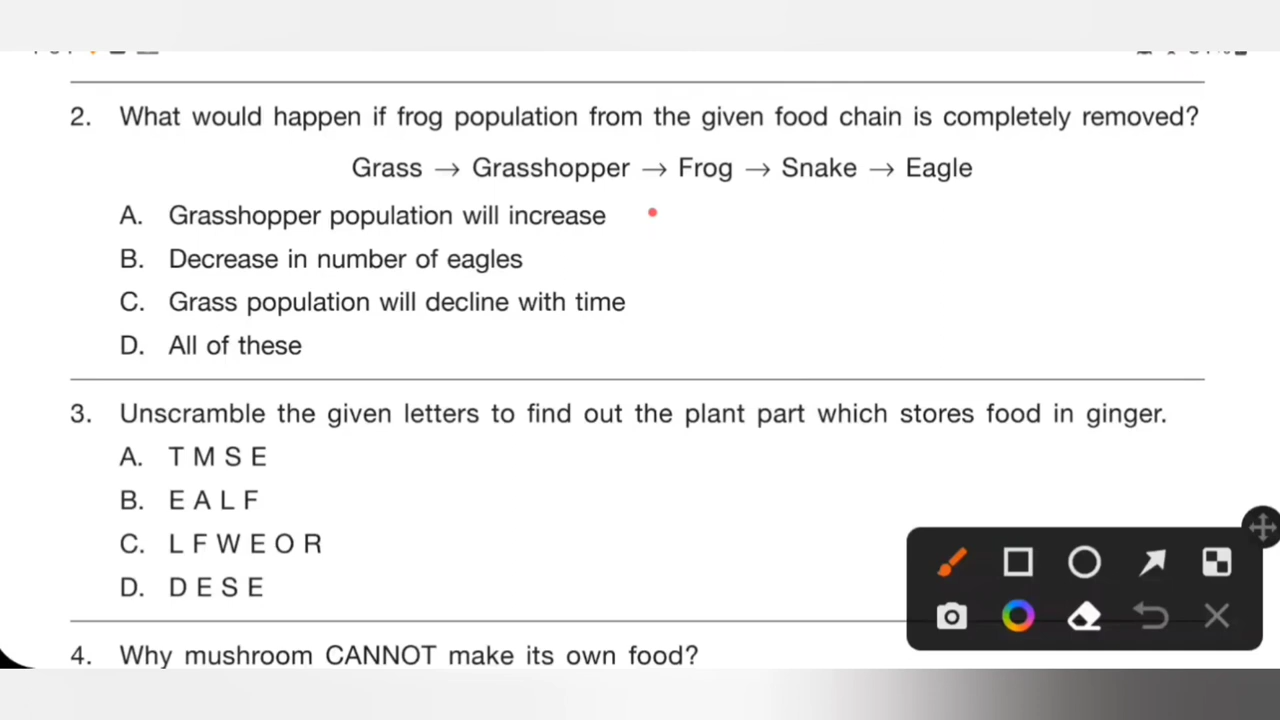 2. What would happen if frog population from the given food chain is completely removed?
Grass → Grasshopper → Frog → Snake → Eagle
A. Grasshopper population will increase
B. Decrease in number of eagles
C. Grass population will decline with time
D. All of these
3. Unscramble the given letters to find out the plant part which stores food in ginger.
A. T M S E
B. E A L F
C. L F W E O R
D. D E S E
4. Why mushroom CANNOT make its own food?